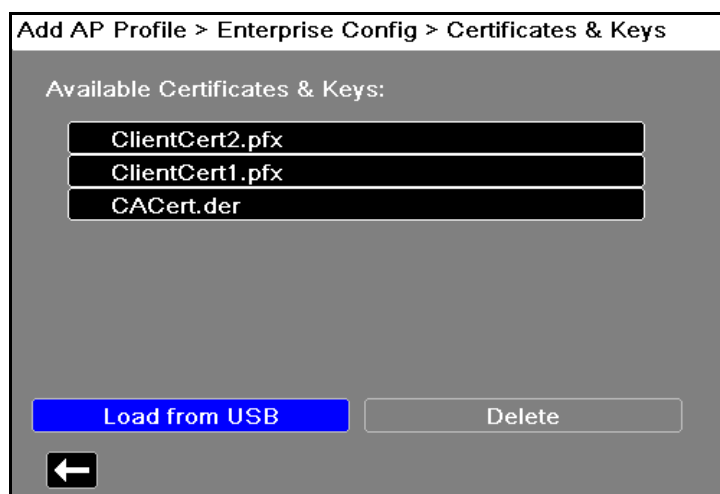 Add AP Profile > Enterprise Config > Certificates & Keys
Available Certificates & Keys:
ClientCert2.pfx
ClientCert1.pfx
CACert.der
Load from USB
Delete